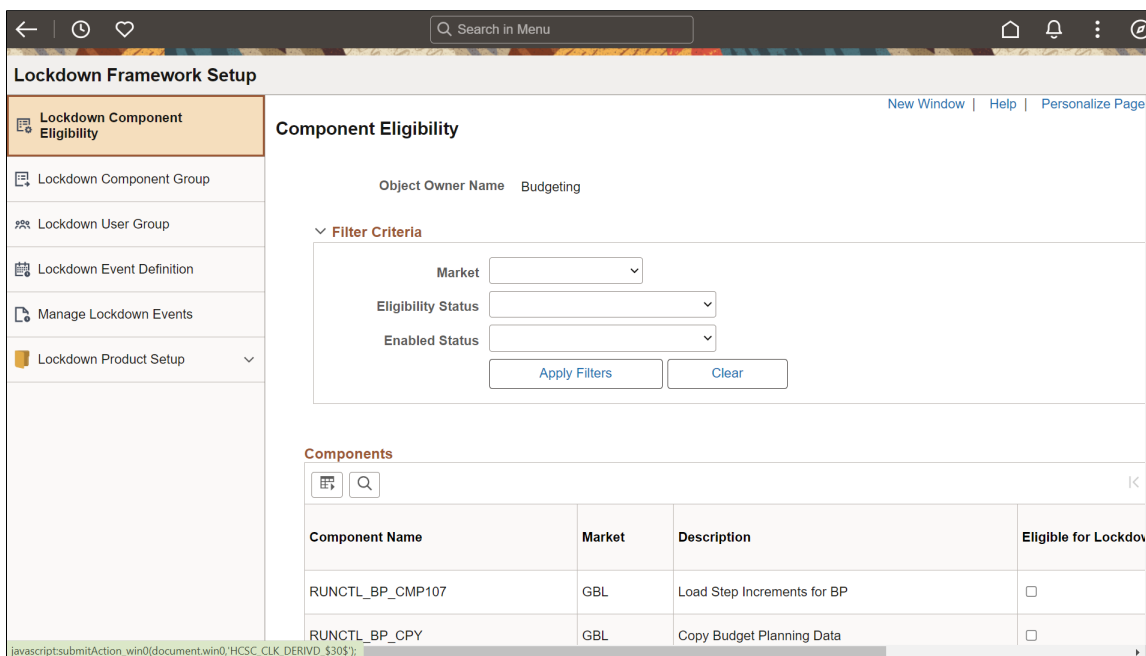 Search in Menu
Lockdown Framework Setup
New Window | Help | Personalize Page
Lockdown Component
Eligibility
Lockdown Component Group
Lockdown User Group
Lockdown Event Definition
Manage Lockdown Events
Lockdown Product Setup
Component Eligibility
Object Owner Name Budgeting
Filter Criteria
Market
Eligibility Status
Enabled Status
Apply Filters Clear
Components
Component Name Market Description Eligible for Lockdov
RUNCTL_BP_CMP107 GBL Load Step Increments for BP
RUNCTL_BP_CPY GBL Copy Budget Planning Data
javascript:submitAction_win0(document.win0,'HCSC_CLK_DERIVD_$30$');